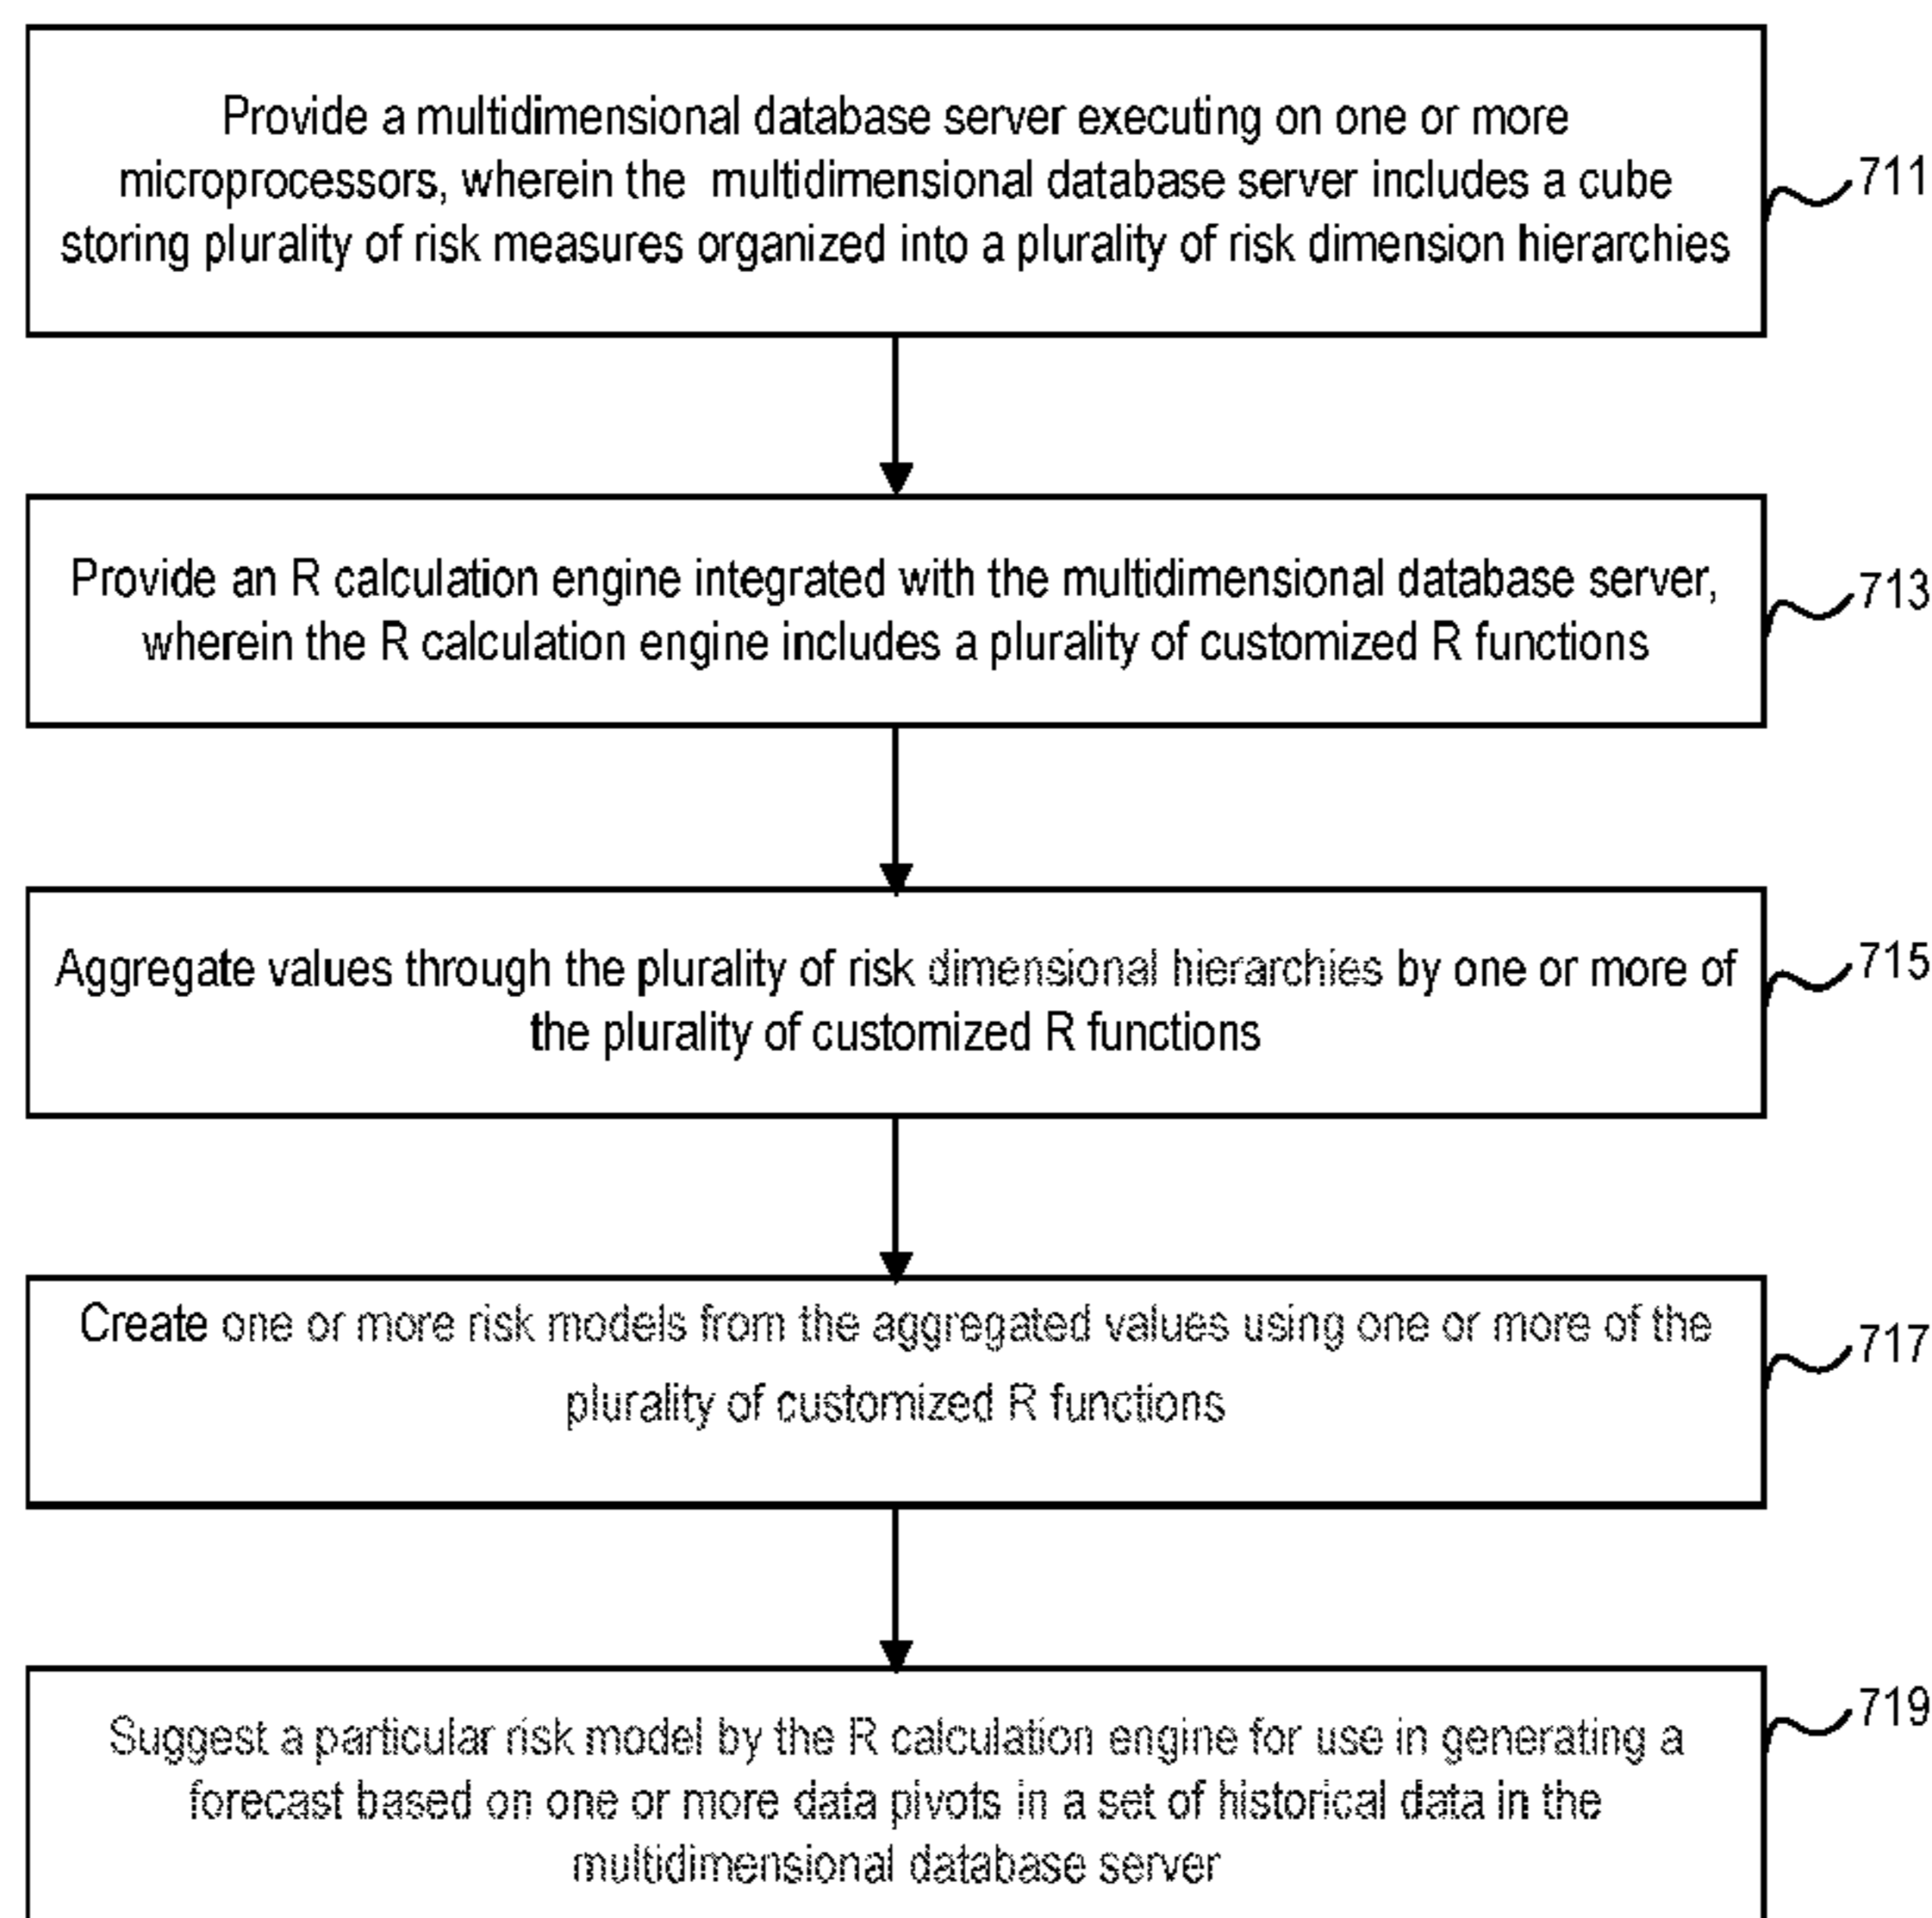 Provide a multidimensional database server executing on one or more
microprocessors, wherein the multidimensional database server includes a cube
storing plurality of risk measures organized into a plurality of risk dimension hierarchies
711
Provide an R calculation engine integrated with the multidimensional database server,
wherein the R calculation engine includes a plurality of customized R functions
713
Aggregate values through the plurality of risk dimensional hierarchies by one or more of
the plurality of customized R functions
715
Create one or more risk models from the aggregated values using one or more of the
plurality of customized R functions
717
Suggest a particular risk model by the R calculation engine for use in generating a
forecast based on one or more data pivots in a set of historical data in the
multidimensional database server
719